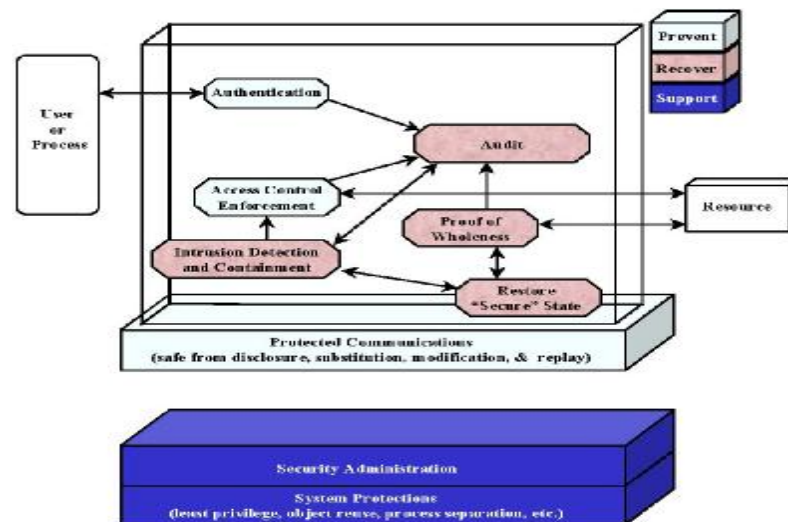 Prevent
Recover
Support
User
or
Process
Authentication
Audit
Access Control
Enforcement
Proof of
Wholeness
Resource
Intrusion Detection
and Containment
Restore
"Secure" State
Protected Communications
(safe from disclosure, substitution, modification, & replay)
Security Administration
System Protections
(least privilege, object reuse, process separation, etc.)